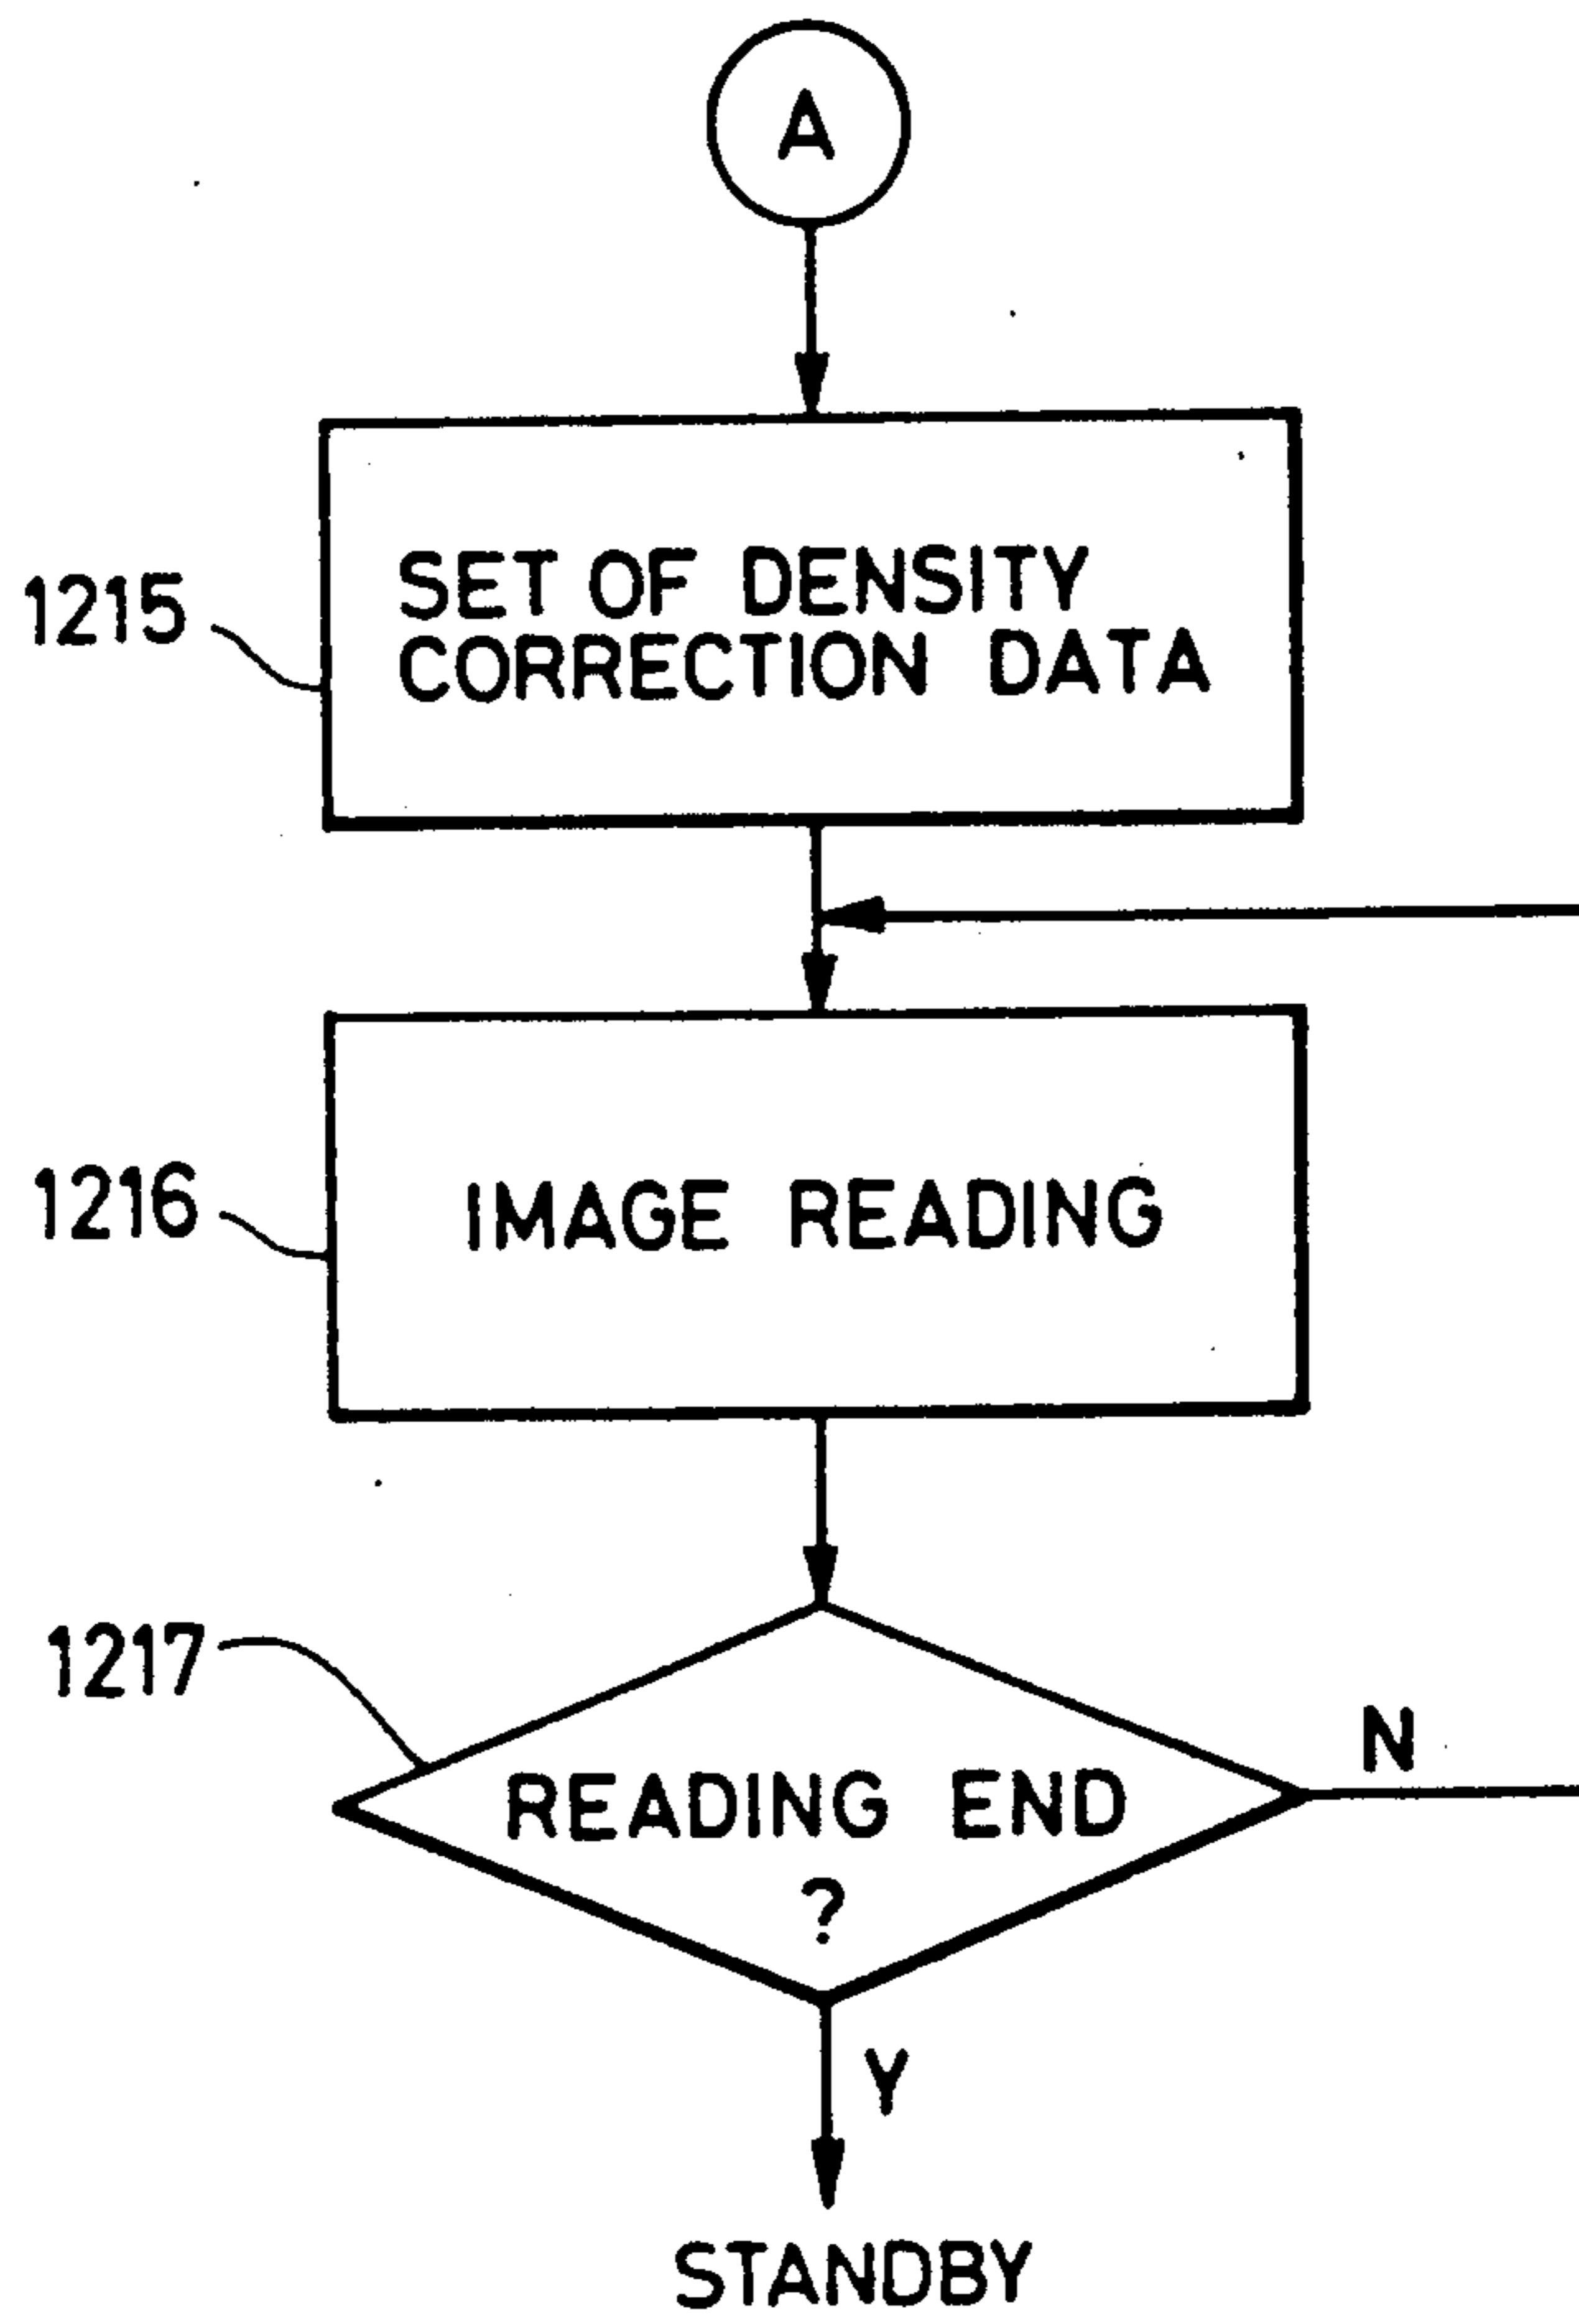 A
1215
SET OF DENSITY
CORRECTION DATA
1216
IMAGE READING
1217
READING END
?
N
Y
STANDBY